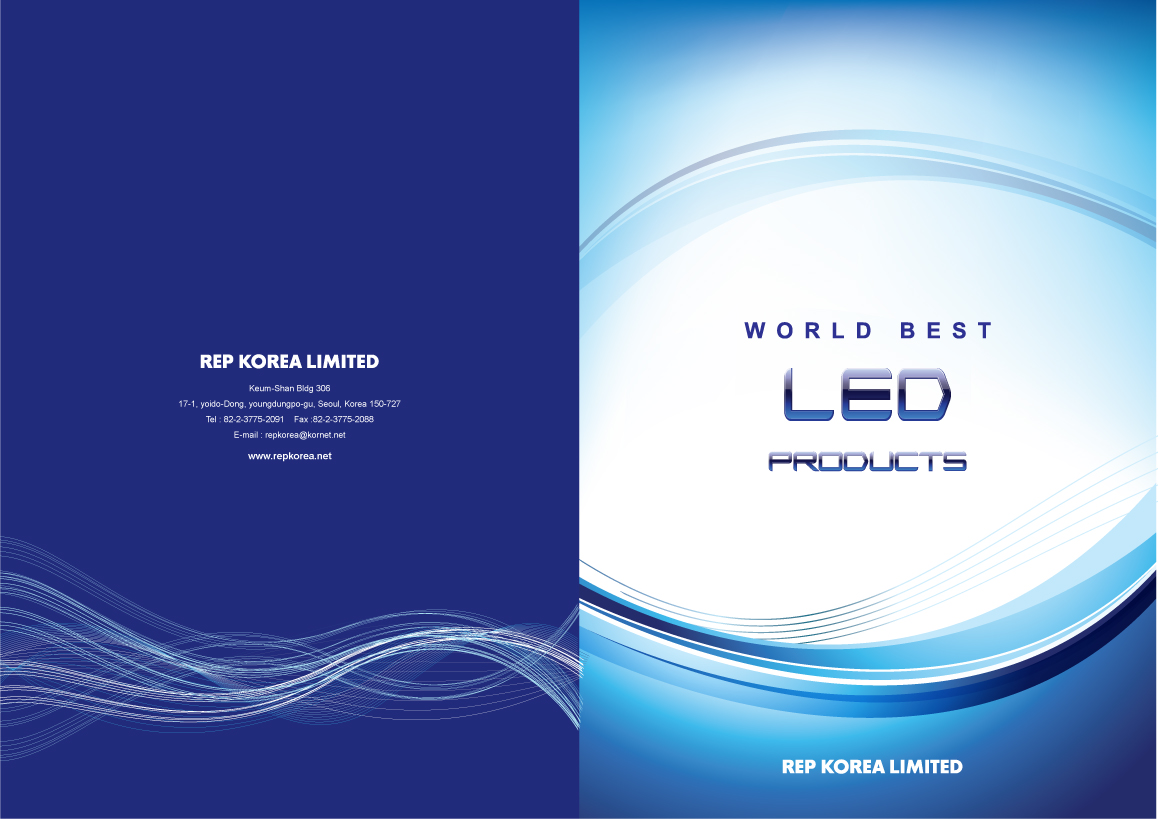 REP KOREA LIMITED
Keum-Shan Bldg 306
17-1, yoido-Dong, youngdungpo-gu, Seoul, Korea 150-727
Tel : 82-2-3775-2091 Fax :82-2-3775-2088
E-mail : repkorea@kornet.net
www.repkorea.net
WORLD BEST
LED
PRODUCTS
REP KOREA LIMITED